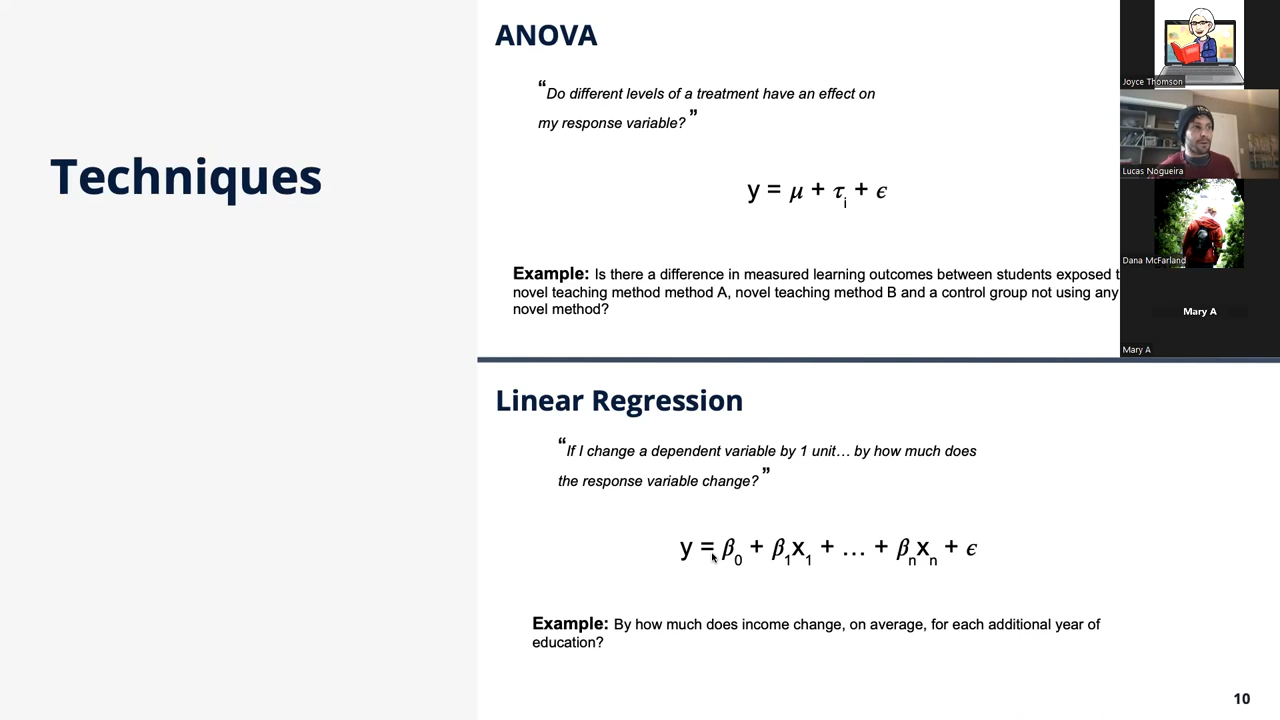 Techniques
ANOVA
“Do different levels of a treatment have an effect on
my response variable?”
y = μ + τi + ϵ
Example: Is there a difference in measured learning outcomes between students exposed t
novel teaching method method A, novel teaching method B and a control group not using any
novel method?
Linear Regression
“If I change a dependent variable by 1 unit… by how much does
the response variable change?”
y = β0 + β1x1 + … + βnxn + ϵ
Example: By how much does income change, on average, for each additional year of
education?
10
Joyce Thomson
Lucas Nogueira
Dana McFarland
Mary A
Mary A